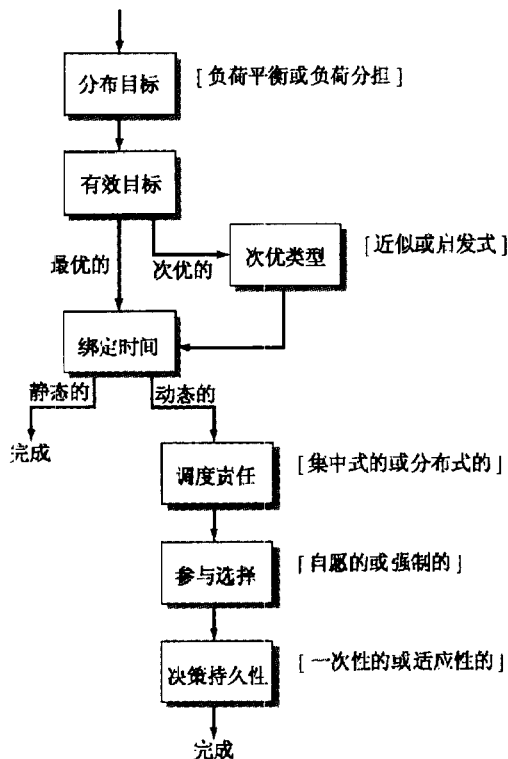 分布目标
[负荷平衡或负荷分担]
有效目标
最优的
次优的
次优类型
[近似或启发式]
绑定时间
静态的
动态的
完成
调度责任
[集中式的或分布式的]
参与选择
[自愿的或强制的]
决策持久性
[一次性的或适应性的]
完成